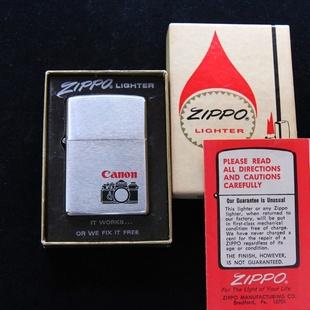 ZIPPO
LIGHTER
Canon
IT WORKS...
OR WE FIX IT FREE
ZIPPO
LIGHTER
PLEASE READ
ALL DIRECTIONS
AND CAUTIONS
CAREFULLY
Our Guarantee is Unusual
This lighter or any Zippo
lighter, when returned to
our factory, will be put
in first-class mechanical
condition free of charge.
We have never charged a
cent for the repair of a
ZIPPO regardless of its
age or condition.
THE FINISH, HOWEVER,
IS NOT GUARANTEED.
ZIPPO
For The Light of Your Life
ZIPPO MANUFACTURING CO.
Bradford, Pa. 16701